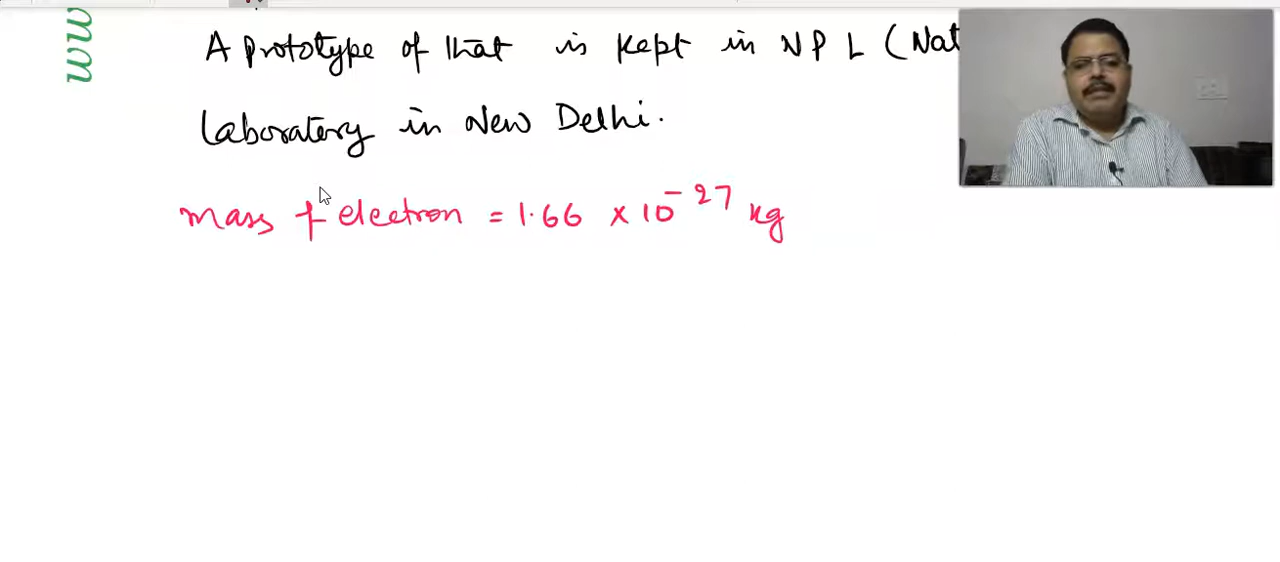 www
A prototype of that is kept in NPL (Nat
Laboratory in New Delhi.
mass of electron = 1.66 × 10⁻²⁷ kg